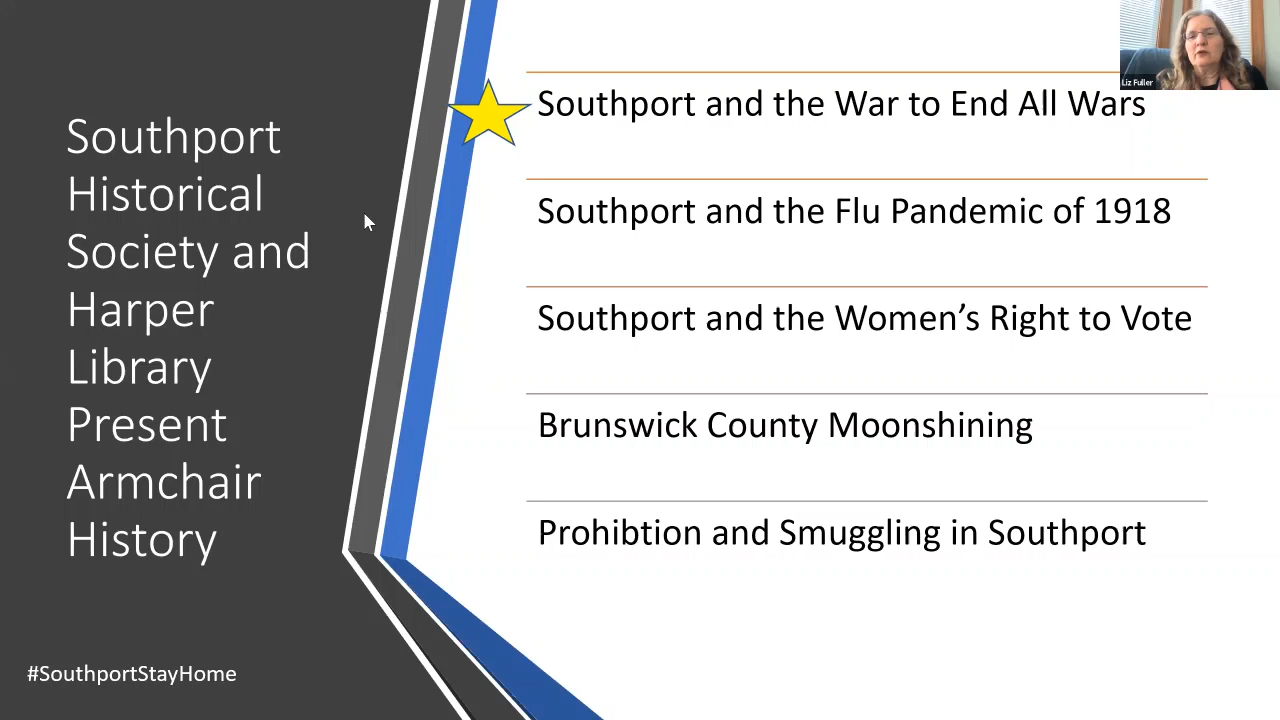 Southport
Historical
Society and
Harper
Library
Present
Armchair
History
#SouthportStayHome
Southport and the War to End All Wars
Southport and the Flu Pandemic of 1918
Southport and the Women’s Right to Vote
Brunswick County Moonshining
Prohibtion and Smuggling in Southport
Liz Fuller